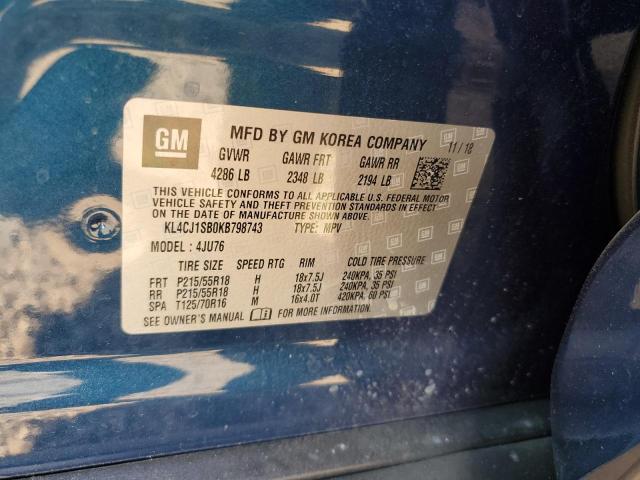 GM
MFD BY GM KOREA COMPANY 11/18
GVWR GAWR FRT GAWR RR
4286 LB 2348 LB 2194 LB
THIS VEHICLE CONFORMS TO ALL APPLICABLE U.S. FEDERAL MOTOR
VEHICLE SAFETY AND THEFT PREVENTION STANDARDS IN EFFECT
ON THE DATE OF MANUFACTURE SHOWN ABOVE.
KL4CJ1SB0KB798743 TYPE: MPV
MODEL: 4JU76
TIRE SIZE SPEED RTG RIM COLD TIRE PRESSURE
FRT P215/55R18 H 18x7.5J 240KPA, 35 PSI
RR P215/55R18 H 18x7.5J 240KPA, 35 PSI
SPA T125/70R16 M 16x4.0T 420KPA, 60 PSI
SEE OWNER'S MANUAL FOR MORE INFORMATION.